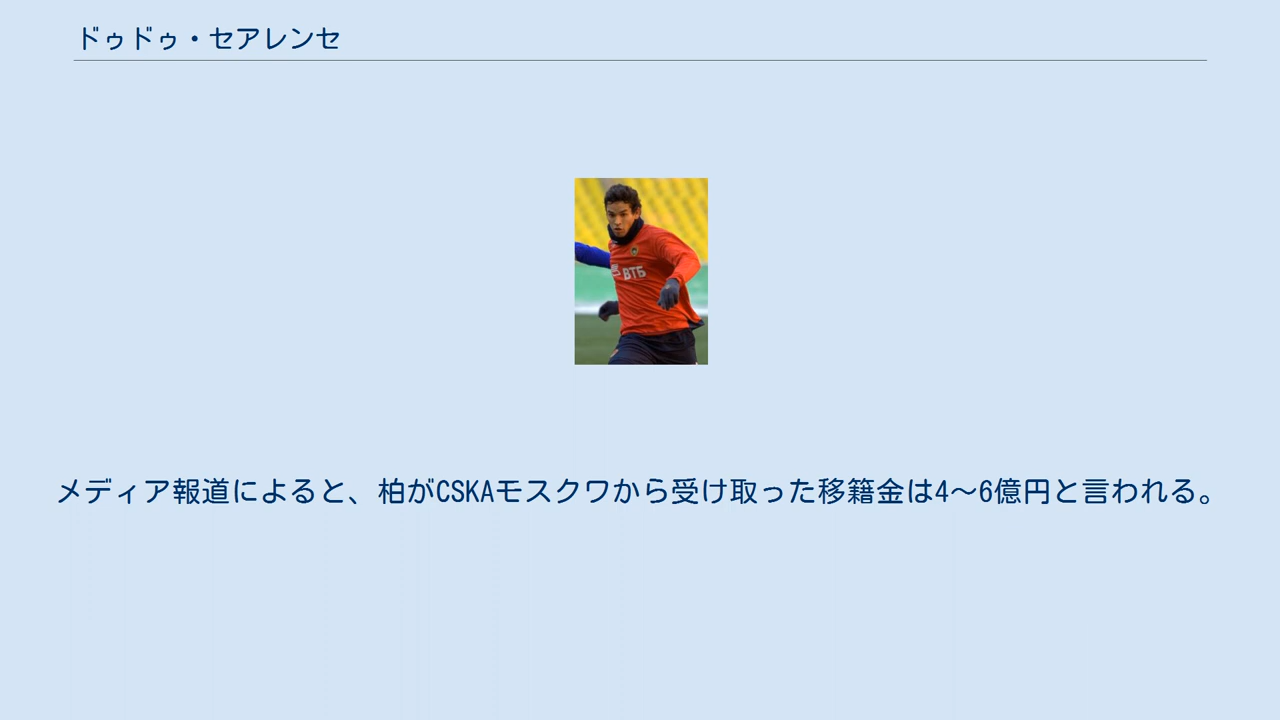 ドゥドゥ・セアレンセ
ВТБ
メディア報道によると、柏がCSKAモスクワから受け取った移籍金は4〜6億円と言われる。